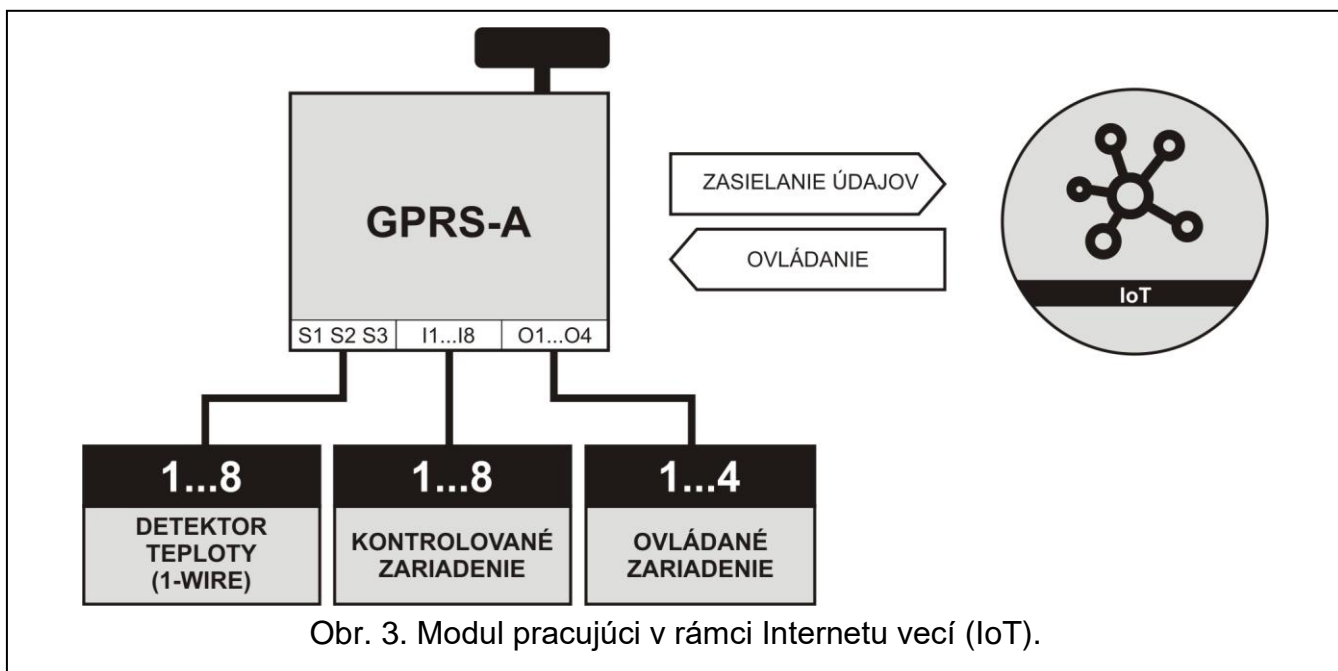 GPRS-A
S1 S2 S3 I1...I8 O1...O4
ZASIELANIE ÚDAJOV
OVLÁDANIE
IoT
1...8
DETEKTOR
TEPLOTY
(1-WIRE)
1...8
KONTROLOVANÉ
ZARIADENIE
1...4
OVLÁDANÉ
ZARIADENIE
Obr. 3. Modul pracujúci v rámci Internetu vecí (IoT).